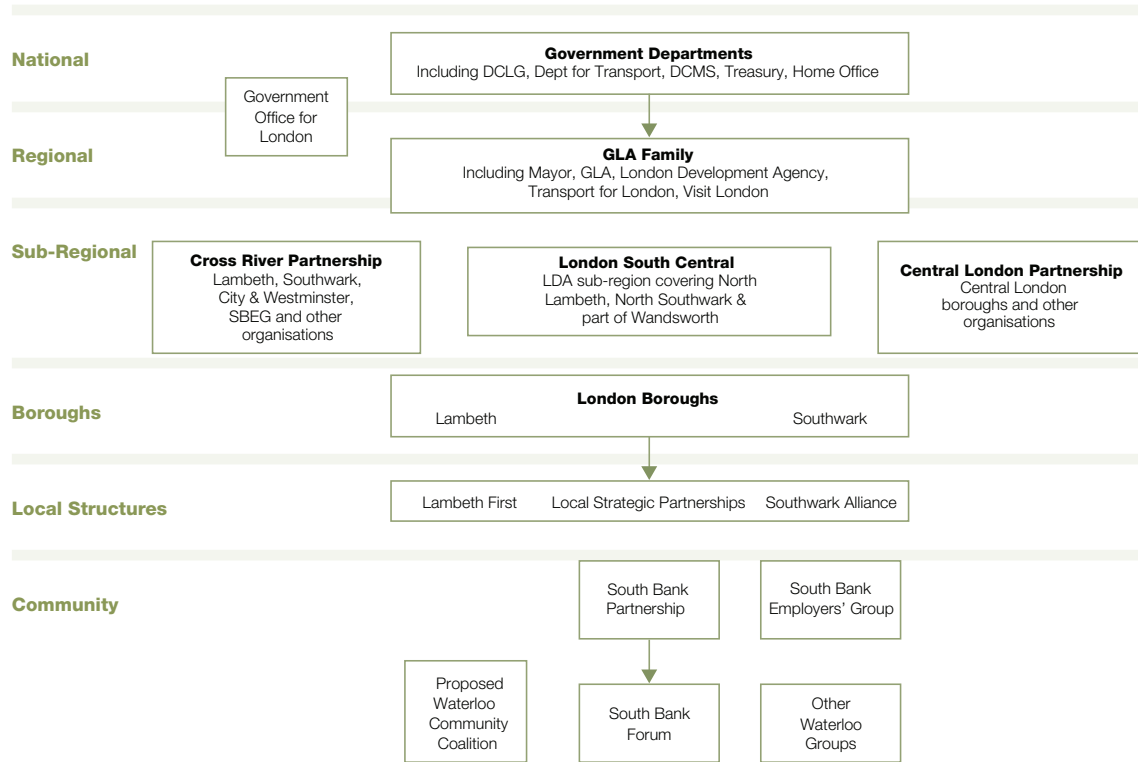 National
Government Departments
Including DCLG, Dept for Transport, DCMS, Treasury, Home Office
Government
Office for
London
Regional
GLA Family
Including Mayor, GLA, London Development Agency,
Transport for London, Visit London
Sub-Regional
Cross River Partnership
Lambeth, Southwark,
City & Westminster,
SBEG and other
organisations
London South Central
LDA sub-region covering North
Lambeth, North Southwark &
part of Wandsworth
Central London Partnership
Central London
boroughs and other
organisations
Boroughs
London Boroughs
Lambeth
Southwark
Local Structures
Lambeth First
Local Strategic Partnerships
Southwark Alliance
Community
South Bank
Partnership
South Bank
Employers’ Group
Proposed
Waterloo
Community
Coalition
South Bank
Forum
Other
Waterloo
Groups